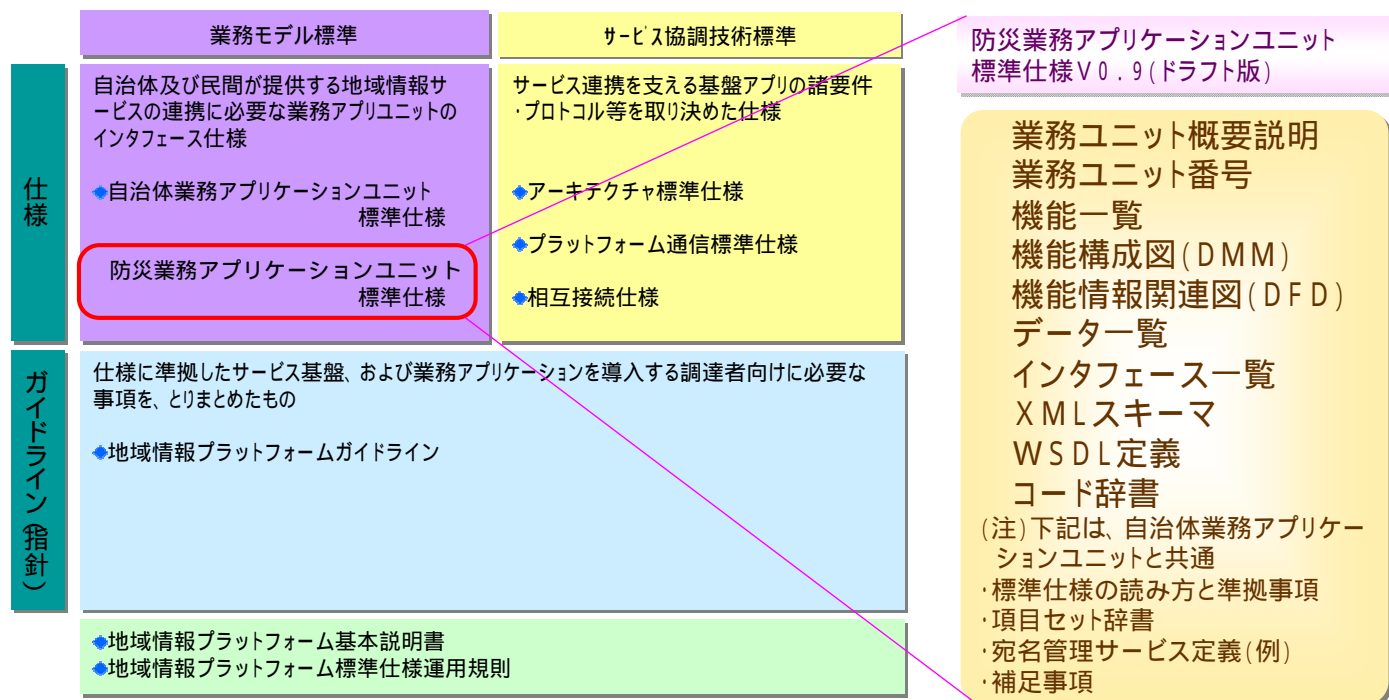 業務モデル標準
サービス協調技術標準
仕様
自治体及び民間が提供する地域情報サ
ービスの連携に必要な業務アプリユニットの
インタフェース仕様
◆自治体業務アプリケーションユニット
標準仕様
防災業務アプリケーションユニット
標準仕様
サービス連携を支える基盤アプリの諸要件
・プロトコル等を取り決めた仕様
◆アーキテクチャ標準仕様
◆プラットフォーム通信標準仕様
◆相互接続仕様
ガイドライン(指針)
仕様に準拠したサービス基盤、および業務アプリケーションを導入する調達者向けに必要な
事項を、とりまとめたもの
◆地域情報プラットフォームガイドライン
◆地域情報プラットフォーム基本説明書
◆地域情報プラットフォーム標準仕様運用規則
防災業務アプリケーションユニット
標準仕様V0.9(ドラフト版)
業務ユニット概要説明
業務ユニット番号
機能一覧
機能構成図(DMM)
機能情報関連図(DFD)
データ一覧
インタフェース一覧
XMLスキーマ
WSDL定義
コード辞書
(注)下記は、自治体業務アプリケー
ションユニットと共通
・標準仕様の読み方と準拠事項
・項目セット辞書
・宛名管理サービス定義(例)
・補足事項